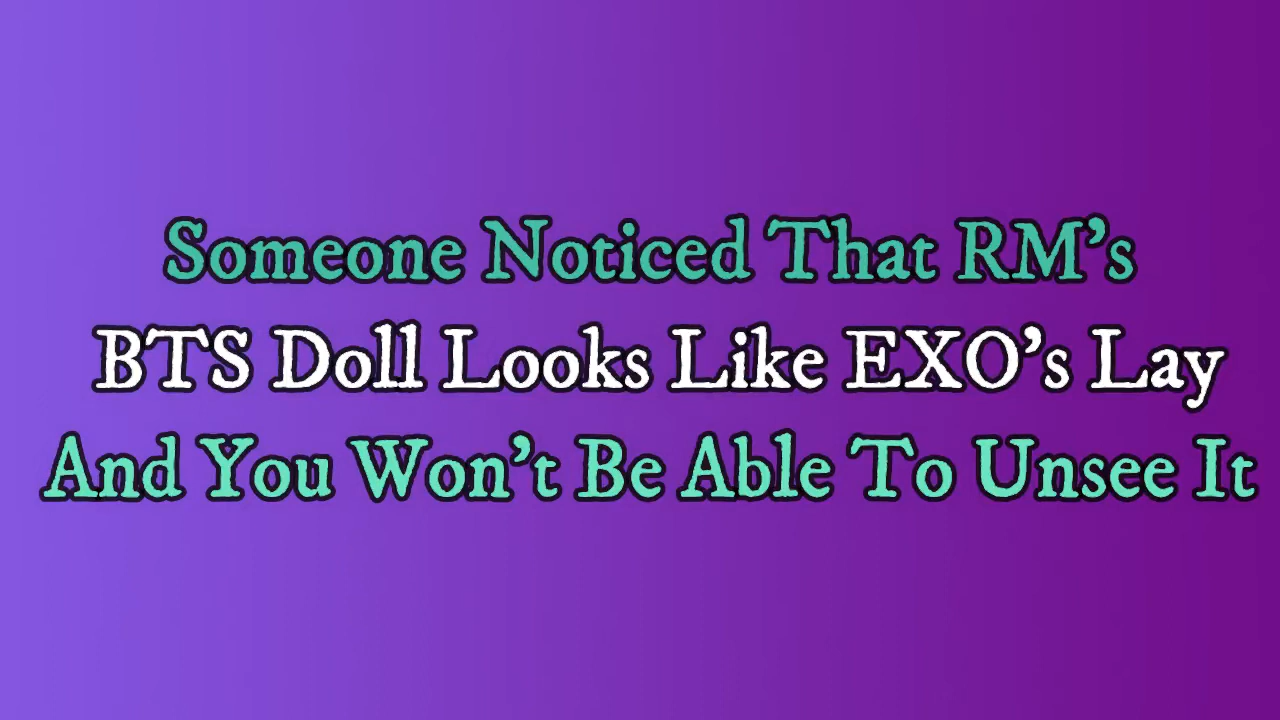 Someone Noticed That RM’s
BTS Doll Looks Like EXO’s Lay
And You Won’t Be Able To Unsee It